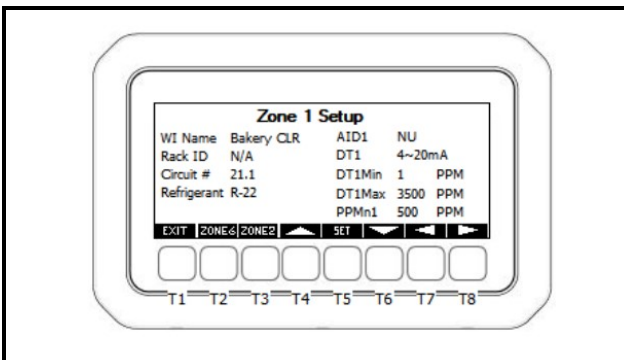 Zone 1 Setup
WI Name Bakery CLR AID1 NU
Rack ID N/A DT1 4~20mA
Circuit # 21.1 DT1Min 1 PPM
Refrigerant R-22 DT1Max 3500 PPM
PPMn1 500 PPM
EXIT ZONE6 ZONE2 SET
T1 T2 T3 T4 T5 T6 T7 T8